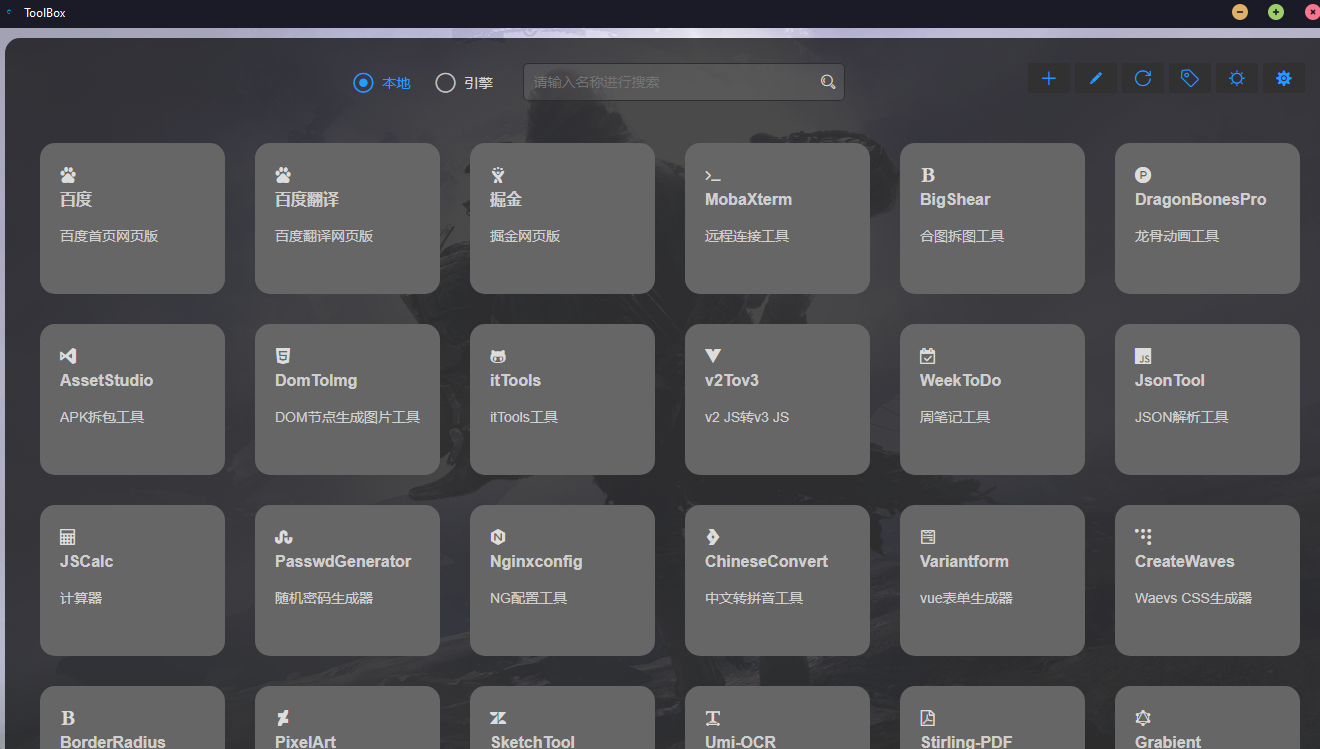 ToolBox
本地 引擎 请输入名称进行搜索
百度 百度翻译 掘金 MobaXterm BigShear DragonBonesPro
百度首页网页版 百度翻译网页版 掘金网页版 远程连接工具 合图拆图工具 龙骨动画工具
AssetStudio DomToImg itTools v2Tov3 WeekToDo JsonTool
APK拆包工具 DOM节点生成图片工具 itTools工具 v2 JS转v3 JS 周笔记工具 JSON解析工具
JSCalc PasswdGenerator Nginxconfig ChineseConvert Variantform CreateWaves
计算器 随机密码生成器 NG配置工具 中文转拼音工具 vue表单生成器 Waevs CSS生成器
BorderRadius PixelArt SketchTool Umi-OCR Stirling-PDF Grabient